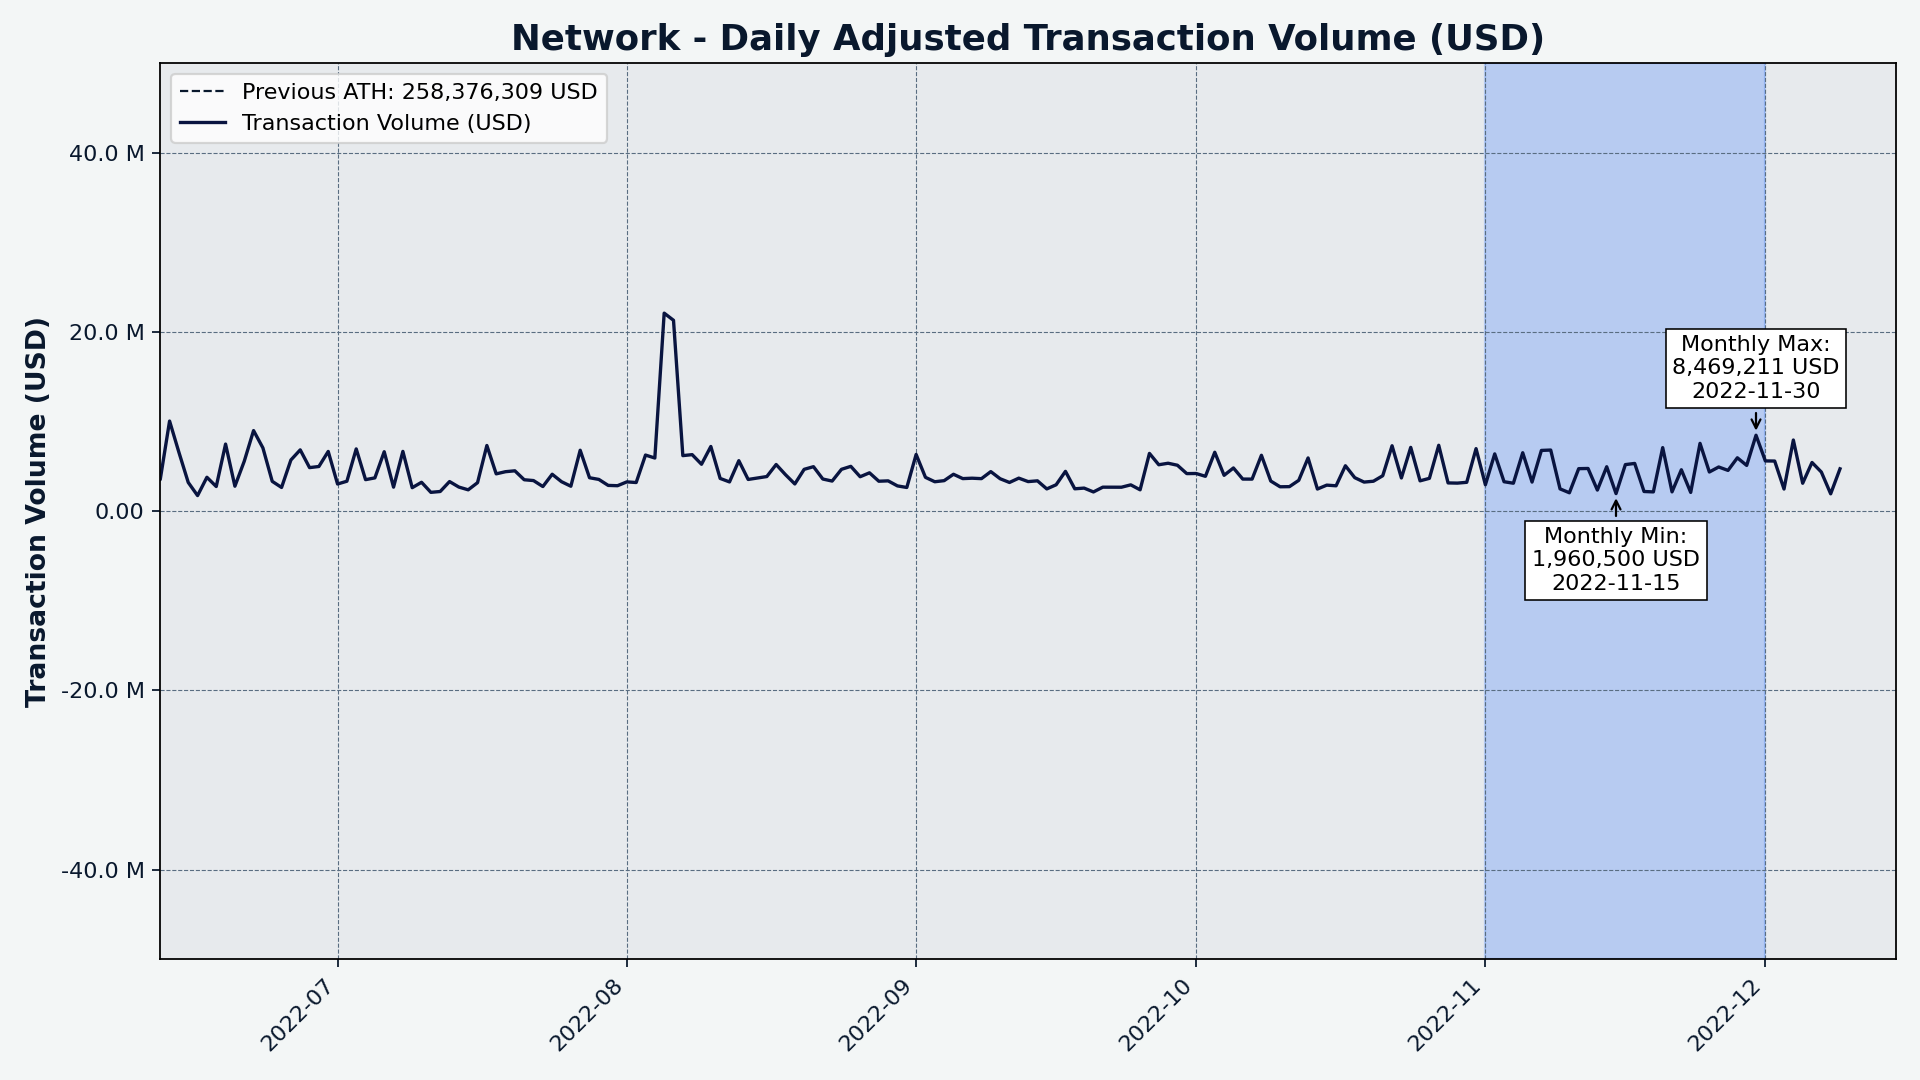 Network - Daily Adjusted Transaction Volume (USD)
Previous ATH: 258,376,309 USD
Transaction Volume (USD)
Transaction Volume (USD)
40.0 M
20.0 M
0.00
-20.0 M
-40.0 M
Monthly Max:
8,469,211 USD
2022-11-30
Monthly Min:
1,960,500 USD
2022-11-15
2022-07
2022-08
2022-09
2022-10
2022-11
2022-12